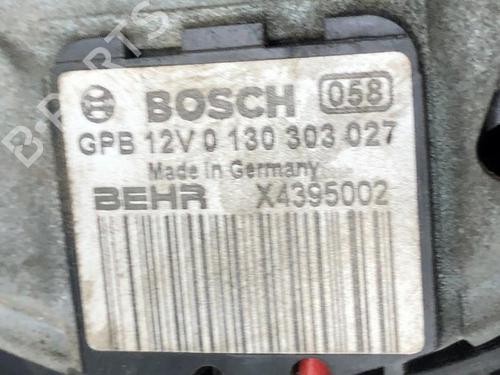 BOSCH 058
GPB 12V 0 130 303 027
Made in Germany
BEHR X4395002
B-PARTS